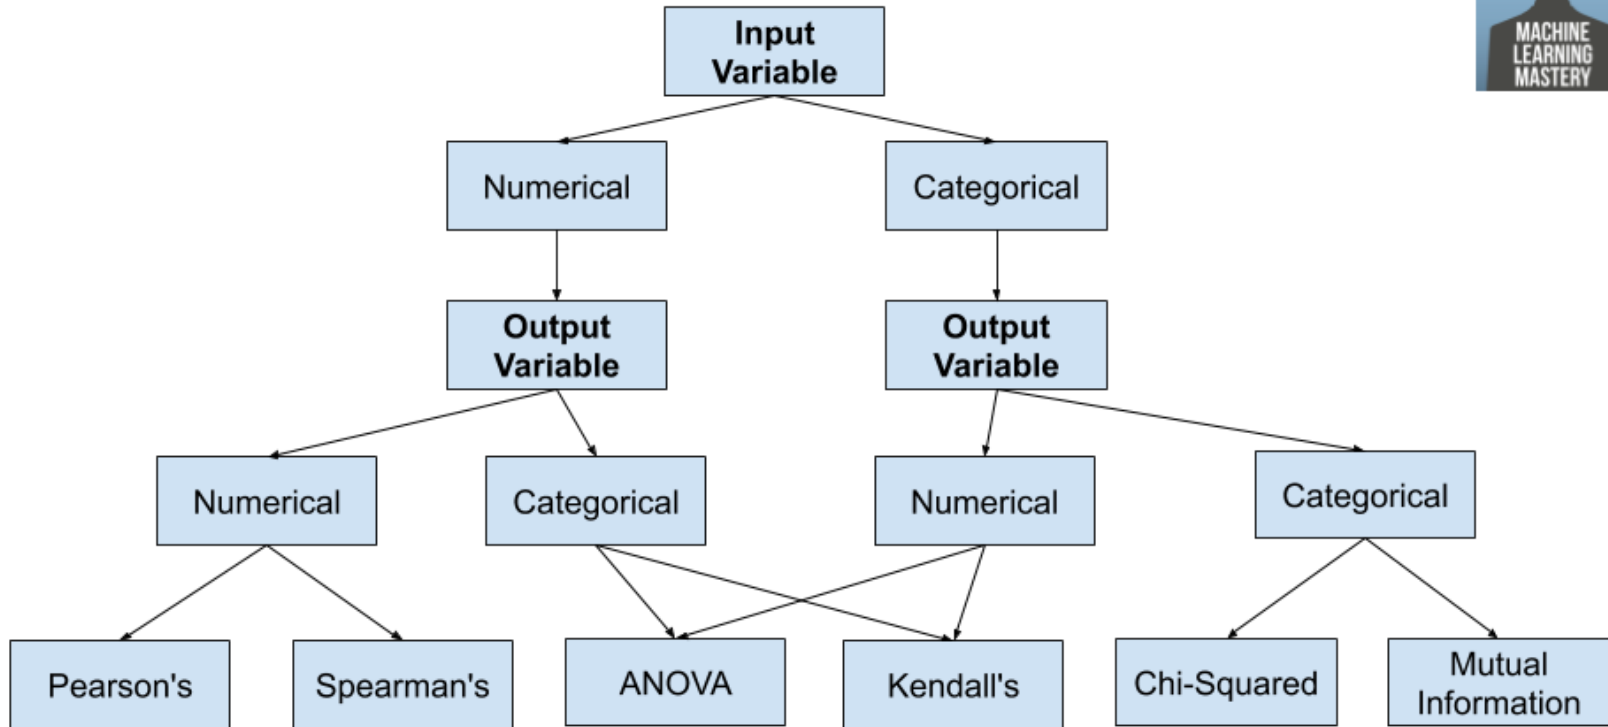 Input
Variable
MACHINE
LEARNING
MASTERY
Numerical
Categorical
Output
Variable
Output
Variable
Numerical
Categorical
Numerical
Categorical
Pearson's
Spearman's
ANOVA
Kendall's
Chi-Squared
Mutual
Information